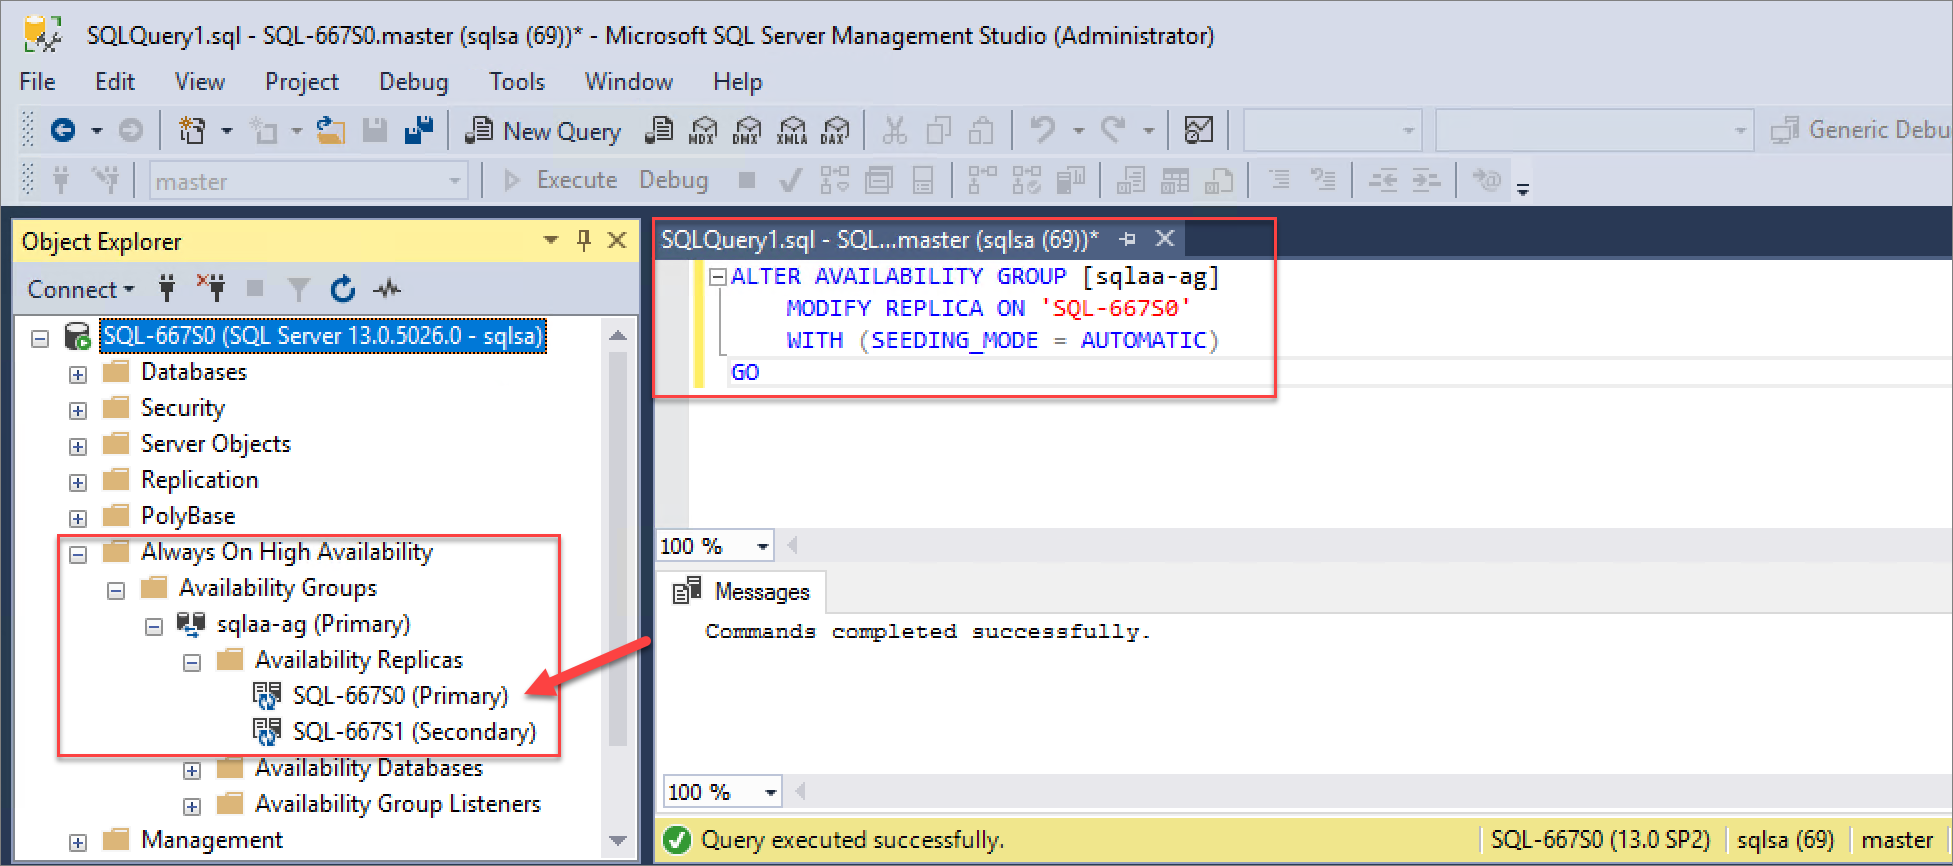 SQLQuery1.sql - SQL-667S0.master (sqlsa (69))* - Microsoft SQL Server Management Studio (Administrator)
File Edit View Project Debug Tools Window Help
New Query MDX DMX XMLA DAX Generic Debu
master Execute Debug
Object Explorer
Connect
SQL-667S0 (SQL Server 13.0.5026.0 - sqlsa)
Databases
Security
Server Objects
Replication
PolyBase
Always On High Availability
Availability Groups
sqlaa-ag (Primary)
Availability Replicas
SQL-667S0 (Primary)
SQL-667S1 (Secondary)
Availability Databases
Availability Group Listeners
Management
SQLQuery1.sql - SQL...master (sqlsa (69))*
ALTER AVAILABILITY GROUP [sqlaa-ag]
MODIFY REPLICA ON 'SQL-667S0'
WITH (SEEDING_MODE = AUTOMATIC)
GO
100 %
Messages
Commands completed successfully.
100 %
Query executed successfully. SQL-667S0 (13.0 SP2) sqlsa (69) master